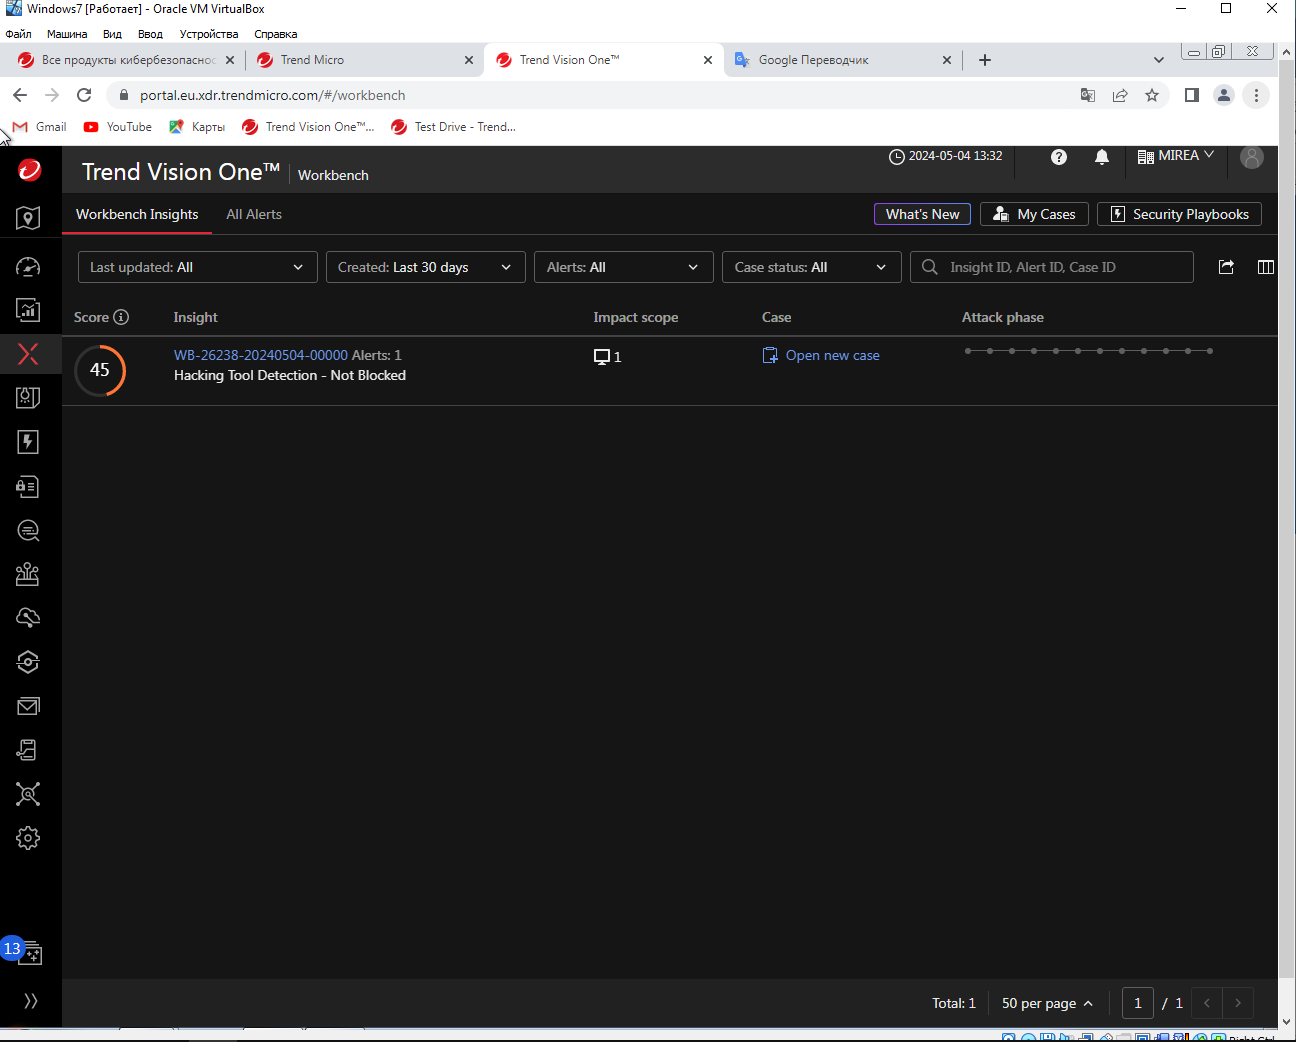 Windows7 [Работает] - Oracle VM VirtualBox
Файл Машина Вид Ввод Устройства Справка
Все продукты кибербезопаснос Trend Micro Trend Vision One™ Google Переводчик
portal.eu.xdr.trendmicro.com/#/workbench
Gmail YouTube Карты Trend Vision One™... Test Drive - Trend...
Trend Vision One™ Workbench 2024-05-04 13:32 MIREA
Workbench Insights All Alerts What's New My Cases Security Playbooks
Last updated: All Created: Last 30 days Alerts: All Case status: All Insight ID, Alert ID, Case ID
Score Insight Impact scope Case Attack phase
45 WB-26238-20240504-00000 Alerts: 1 1 Open new case
Hacking Tool Detection - Not Blocked
13
Total: 1 50 per page 1 / 1
Right Ctrl